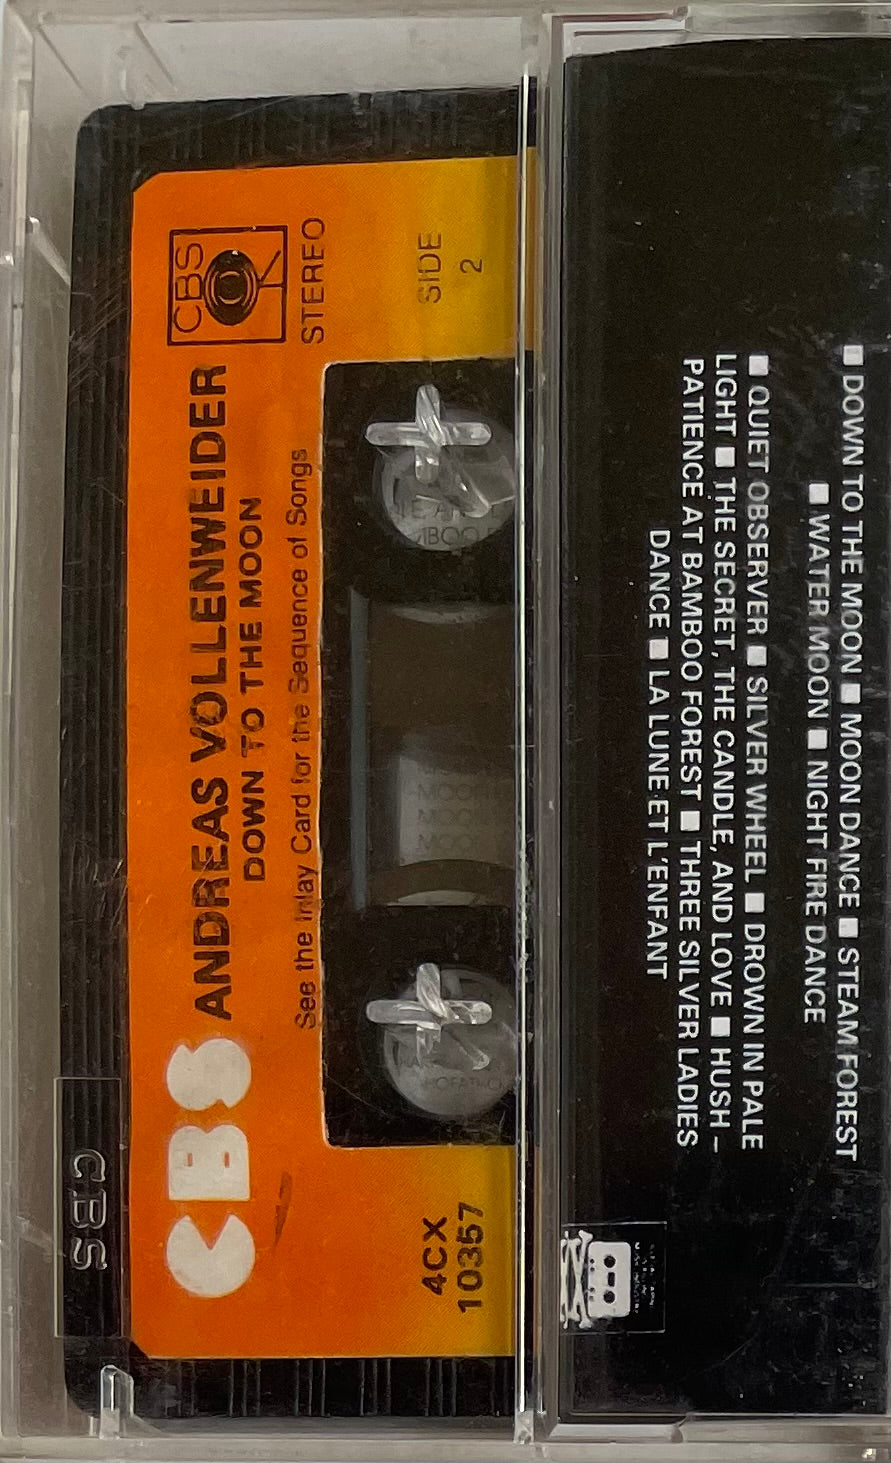 CBS
STEREO
SIDE
2
CBS
ANDREAS VOLLENWEIDER
DOWN TO THE MOON
See the Inlay Card for the Sequence of Songs
4CX
10357
CBS
■ DOWN TO THE MOON ■ MOON DANCE ■ STEAM FOREST
■ WATER MOON ■ NIGHT FIRE DANCE
■ QUIET OBSERVER ■ SILVER WHEEL ■ DROWN IN PALE
LIGHT ■ THE SECRET, THE CANDLE, AND LOVE ■ HUSH –
PATIENCE AT BAMBOO FOREST ■ THREE SILVER LADIES
DANCE ■ LA LUNE ET L'ENFANT